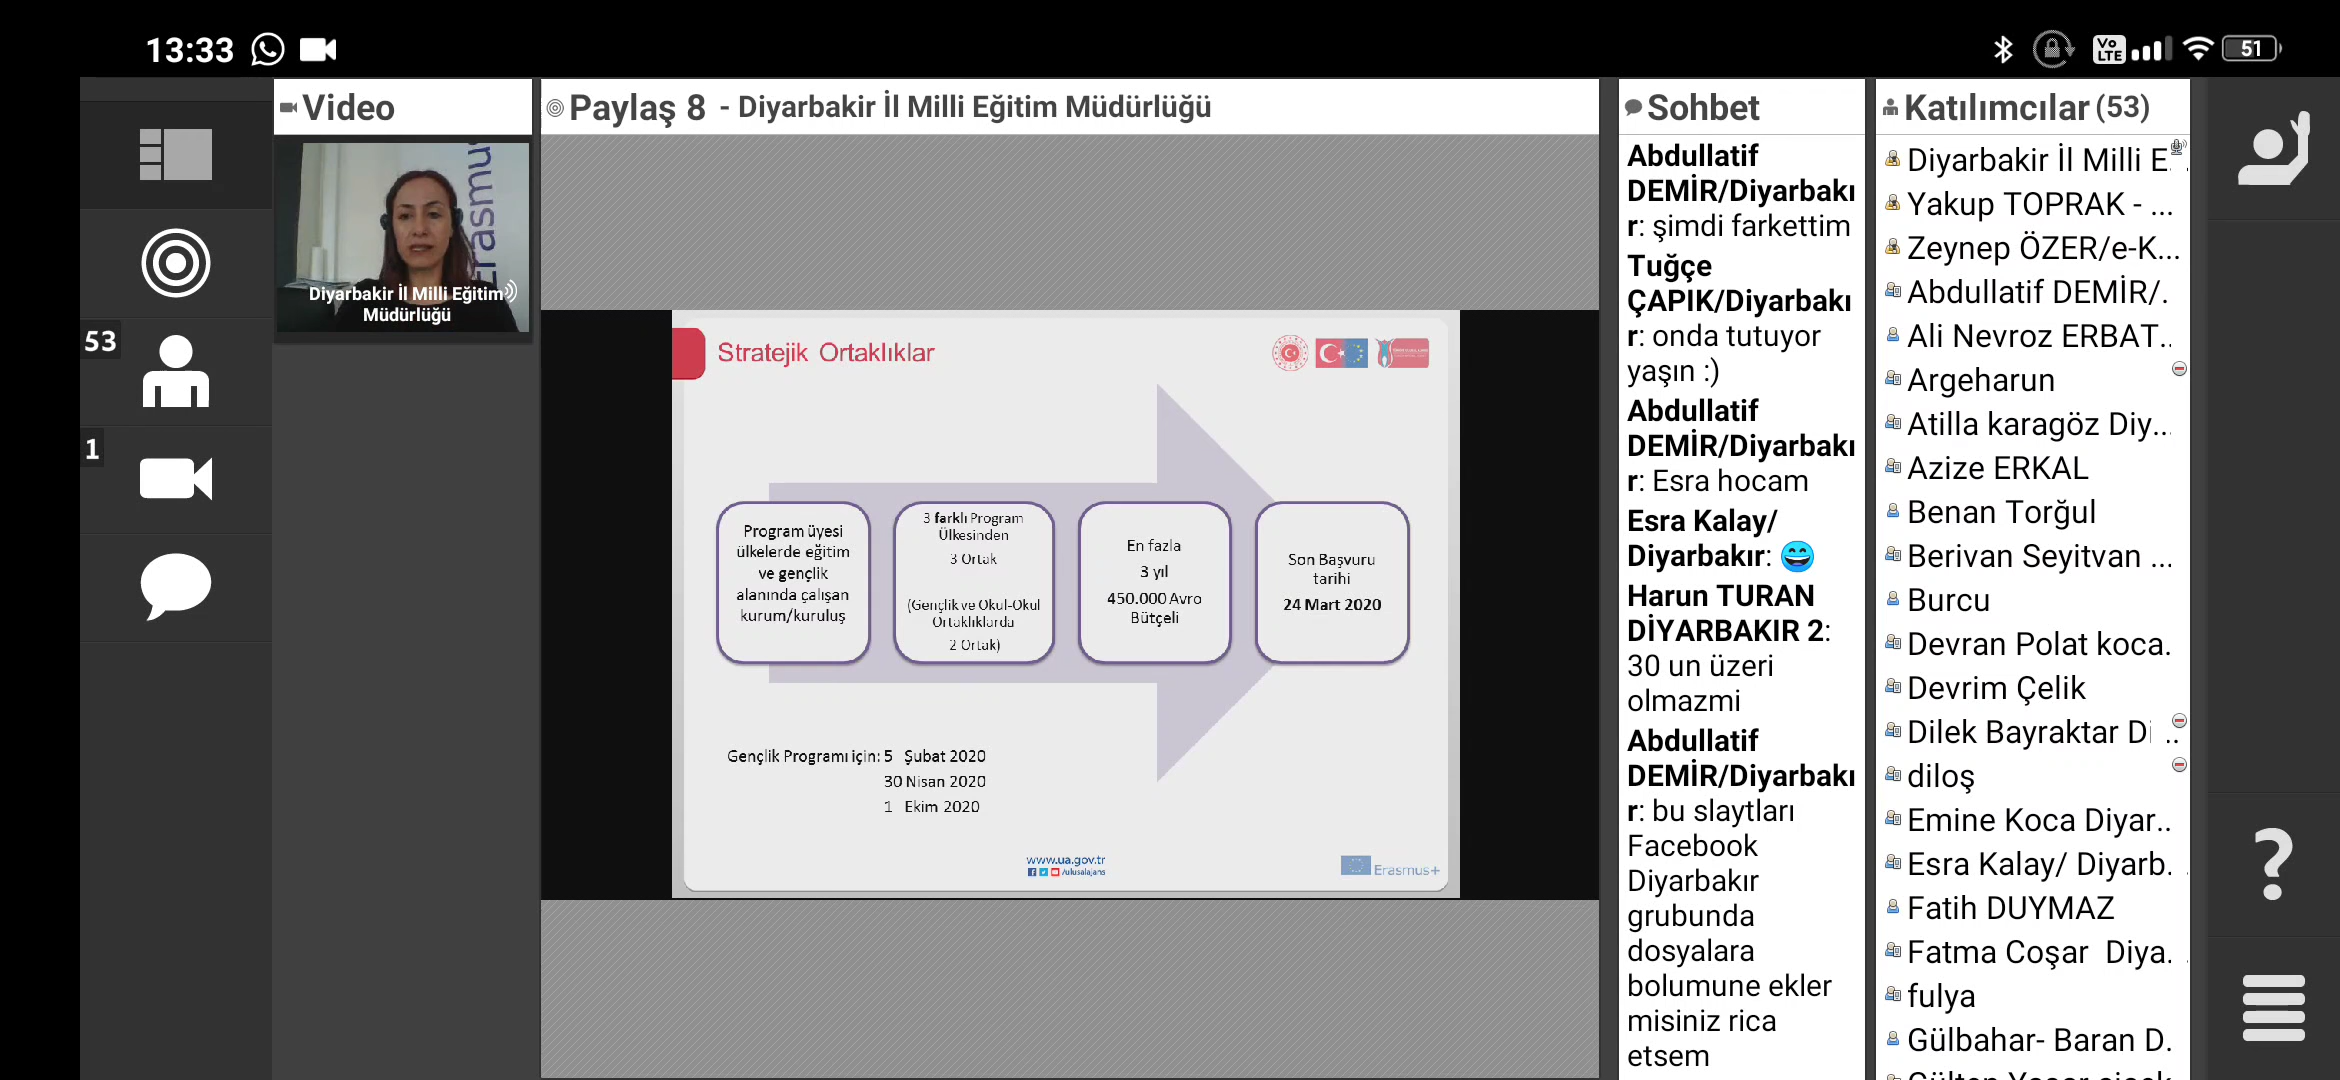 13:33
Vo
LTE
51
Video
Paylaş 8 - Diyarbakir İl Milli Eğitim Müdürlüğü
Sohbet
Katılımcılar (53)
53
1
Erasmu
Diyarbakir İl Milli Eğitim
Müdürlüğü
Stratejik Ortaklıklar
Program üyesi
ülkelerde eğitim
ve gençlik
alanında çalışan
kurum/kuruluş
3 farklı Program
Ülkesinden
3 Ortak
(Gençlik ve Okul-Okul
Ortaklıklarda
2 Ortak)
En fazla
3 yıl
450.000 Avro
Bütçeli
Son Başvuru
tarihi
24 Mart 2020
Gençlik Programı için: 5 Şubat 2020
30 Nisan 2020
1 Ekim 2020
www.ua.gov.tr
/ulusalajans
Erasmus+
Abdullatif
DEMİR/Diyarbakı
r: şimdi farkettim
Tuğçe
ÇAPIK/Diyarbakı
r: onda tutuyor
yaşın :)
Abdullatif
DEMİR/Diyarbakı
r: Esra hocam
Esra Kalay/
Diyarbakır: 😄
Harun TURAN
DİYARBAKIR 2:
30 un üzeri
olmazmi
Abdullatif
DEMİR/Diyarbakı
r: bu slaytları
Facebook
Diyarbakır
grubunda
dosyalara
bolumune ekler
misiniz rica
etsem
Diyarbakir İl Milli E...
Yakup TOPRAK - ...
Zeynep ÖZER/e-K...
Abdullatif DEMİR/.
Ali Nevroz ERBAT..
Argeharun
Atilla karagöz Diy...
Azize ERKAL
Benan Torğul
Berivan Seyitvan ...
Burcu
Devran Polat koca.
Devrim Çelik
Dilek Bayraktar Di ..
diloş
Emine Koca Diyar..
Esra Kalay/ Diyarb. .
Fatih DUYMAZ
Fatma Coşar Diya. .
fulya
Gülbahar- Baran D.
?